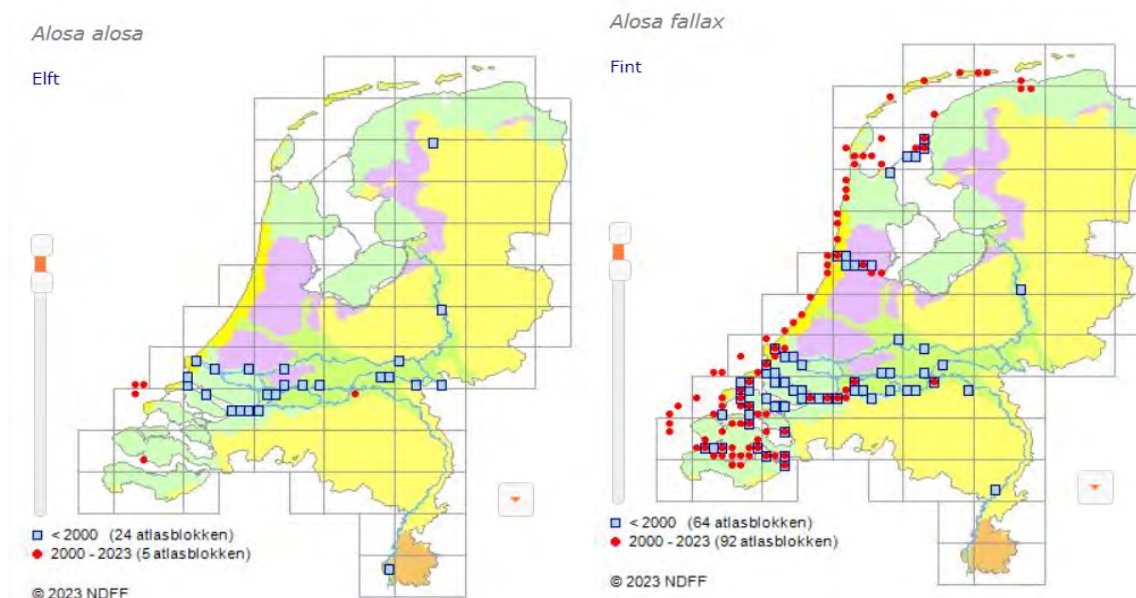 Alosa alosa
Elft
< 2000 (24 atlasblokken)
2000 - 2023 (5 atlasblokken)
© 2023 NDFF
Alosa fallax
Fint
< 2000 (64 atlasblokken)
2000 - 2023 (92 atlasblokken)
© 2023 NDFF